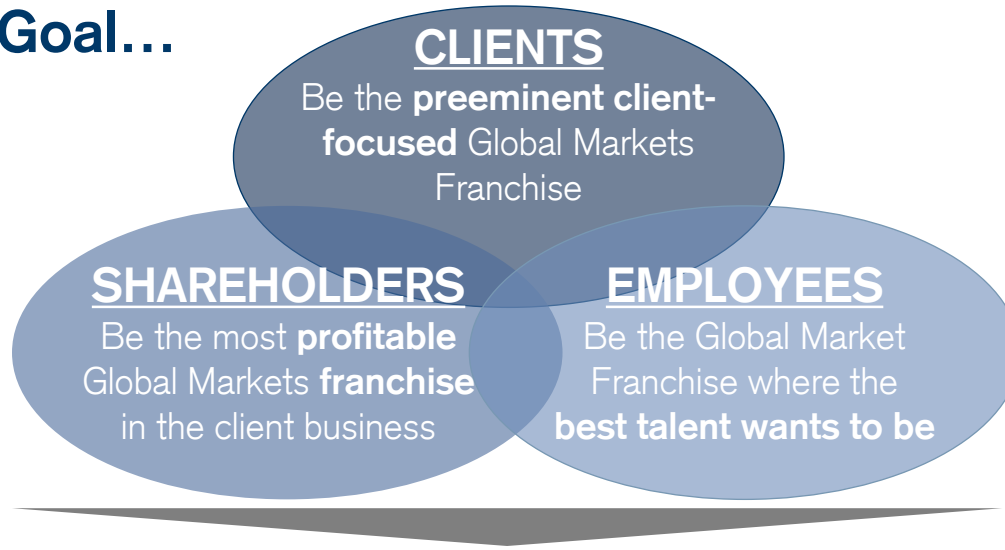 Goal…
CLIENTS
Be the preeminent client-
focused Global Markets
Franchise
SHAREHOLDERS
Be the most profitable
Global Markets franchise
in the client business
EMPLOYEES
Be the Global Market
Franchise where the
best talent wants to be